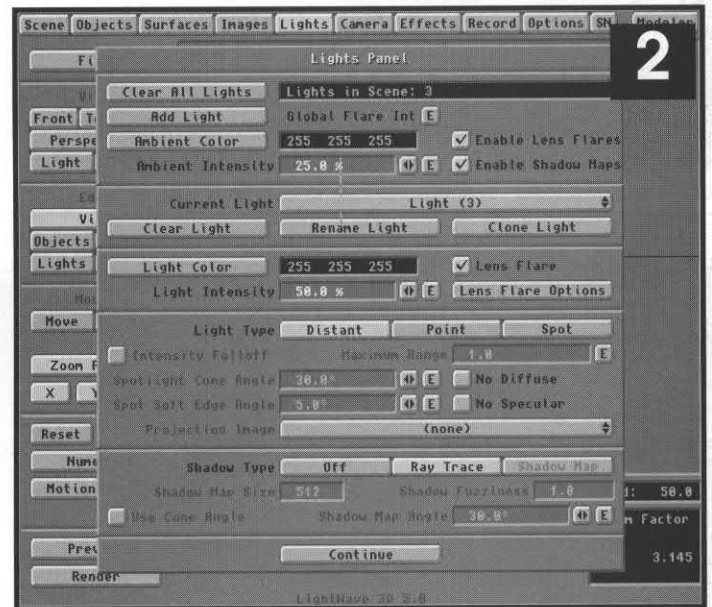 Scene Objects Surfaces Images Lights Camera Effects Record Options
2
Lights Panel
Clear All Lights Lights in Scene: 3
Add Light Global Flare Int E
Ambient Color 255 255 255 Enable Lens Flares
Ambient Intensity 25.0 % E Enable Shadow Maps
Current Light Light (3)
Clear Light Rename Light Clone Light
Light Color 255 255 255 Lens Flare
Light Intensity 50.0 % E Lens Flare Options
Light Type Distant Point Spot
Intensity Falloff Maximum Range 1.0 E
Spotlight Cone Angle 30.0° E No Diffuse
Spot Soft Edge Angle 5.0° E No Specular
Projection Image (none)
Shadow Type Off Ray Trace Shadow Map
Shadow Map Size 512 Shadow Fuzziness 1.0
Use Cone Angle Shadow Map Angle 30.0° E
Continue
Front
Perspe
Light
Vi
Objects
Lights
Move
Zoom
X
Reset
Nume
Motion
Prev
Render
50.0
m Factor
3.145
LightWave 3D 5.0